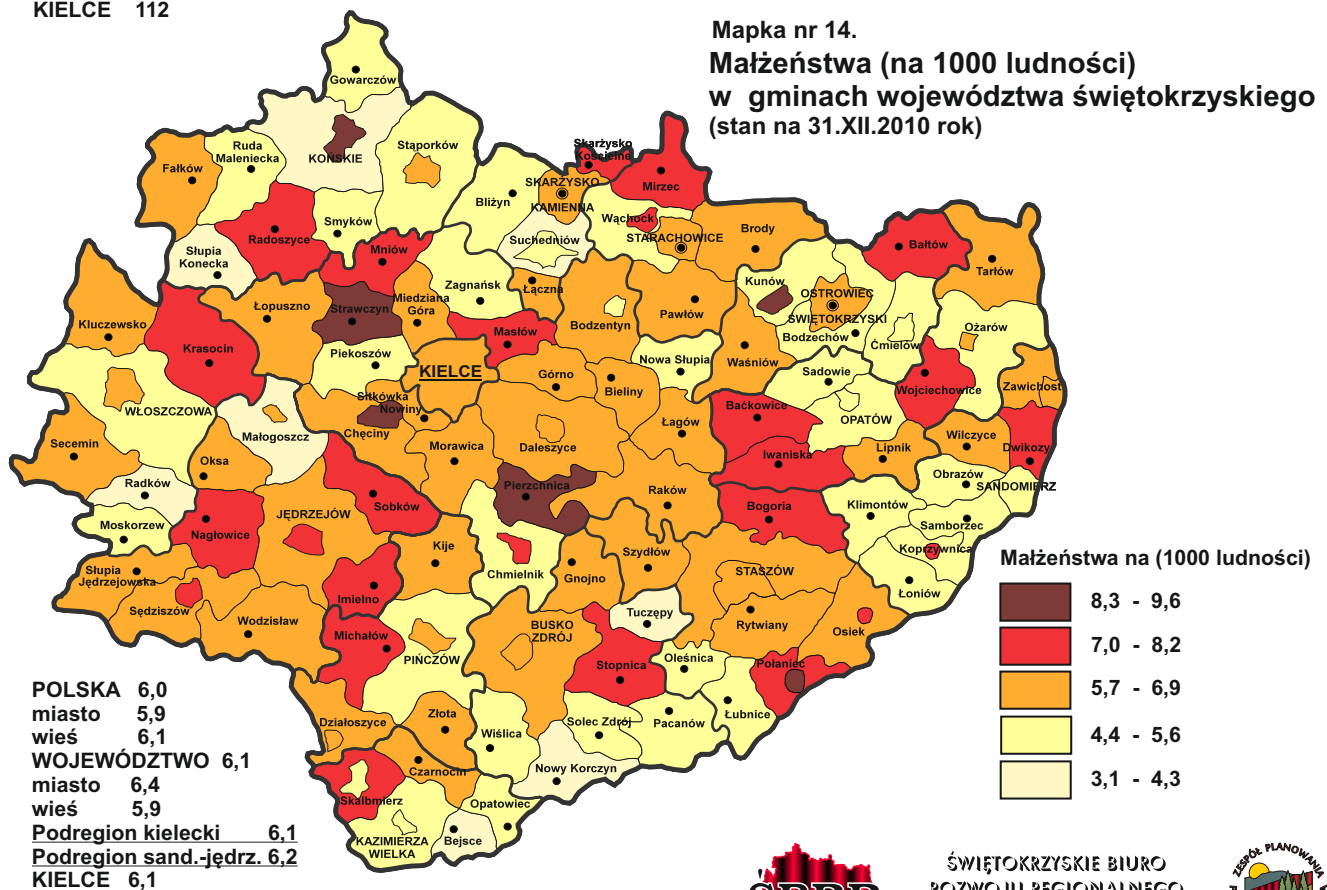 KIELCE 112
Mapka nr 14.
Małżeństwa (na 1000 ludności)
w gminach województwa świętokrzyskiego
(stan na 31.XII.2010 rok)
Gowarczów
KOŃSKIE
Ruda
Maleniecka
Stąporków
Fałków
Skarżysko
Kościelne
SKARŻYSKO
KAMIENNA
Mirzec
Bliżyn
Smyków
Radoszyce
Wąchock
STARACHOWICE
Brody
Suchedniów
Słupia
Konecka
Mniów
Bałtów
Tarłów
Zagnańsk
Łączna
Kunów
OSTROWIEC
ŚWIĘTOKRZYSKI
Łopuszno
Strawczyn
Miedziana
Góra
Bodzentyn
Pawłów
Kluczewsko
Masłów
Bodzechów
Ćmielów
Ożarów
Krasocin
Piekoszów
Nowa Słupia
Waśniów
Sadowie
KIELCE
Górno
Bieliny
Wojciechowice
Zawichost
WŁOSZCZOWA
Sitkówka
Nowiny
Chęciny
Baćkowice
OPATÓW
Małogoszcz
Łagów
Secemin
Morawica
Daleszyce
Lipnik
Wilczyce
Dwikozy
Oksa
Iwaniska
Radków
Pierzchnica
Raków
Obrazów
SANDOMIERZ
Sobków
Bogoria
Klimontów
Moskorzew
Nagłowice
JĘDRZEJÓW
Samborzec
Kije
Szydłów
Koprzywnica
Słupia
Jędrzejowska
Chmielnik
Gnojno
STASZÓW
Łoniów
Imielno
Sędziszów
Wodzisław
Tuczępy
BUSKO
ZDRÓJ
Rytwiany
Osiek
Michałów
PIŃCZÓW
Stopnica
Oleśnica
Połaniec
Działoszyce
Złota
Wiślica
Solec Zdrój
Pacanów
Łubnice
Czarnocin
Nowy Korczyn
Skalbmierz
Opatowiec
KAZIMIERZA
WIELKA
Bejsce
Małżeństwa na (1000 ludności)
8,3 - 9,6
7,0 - 8,2
5,7 - 6,9
4,4 - 5,6
3,1 - 4,3
POLSKA 6,0
miasto 5,9
wieś 6,1
WOJEWÓDZTWO 6,1
miasto 6,4
wieś 5,9
Podregion kielecki 6,1
Podregion sand.-jędrz. 6,2
KIELCE 6,1
ŚBRR
ŚWIĘTOKRZYSKIE BIURO
ROZWOJU REGIONALNEGO
ZESPÓŁ PLANOWANIA